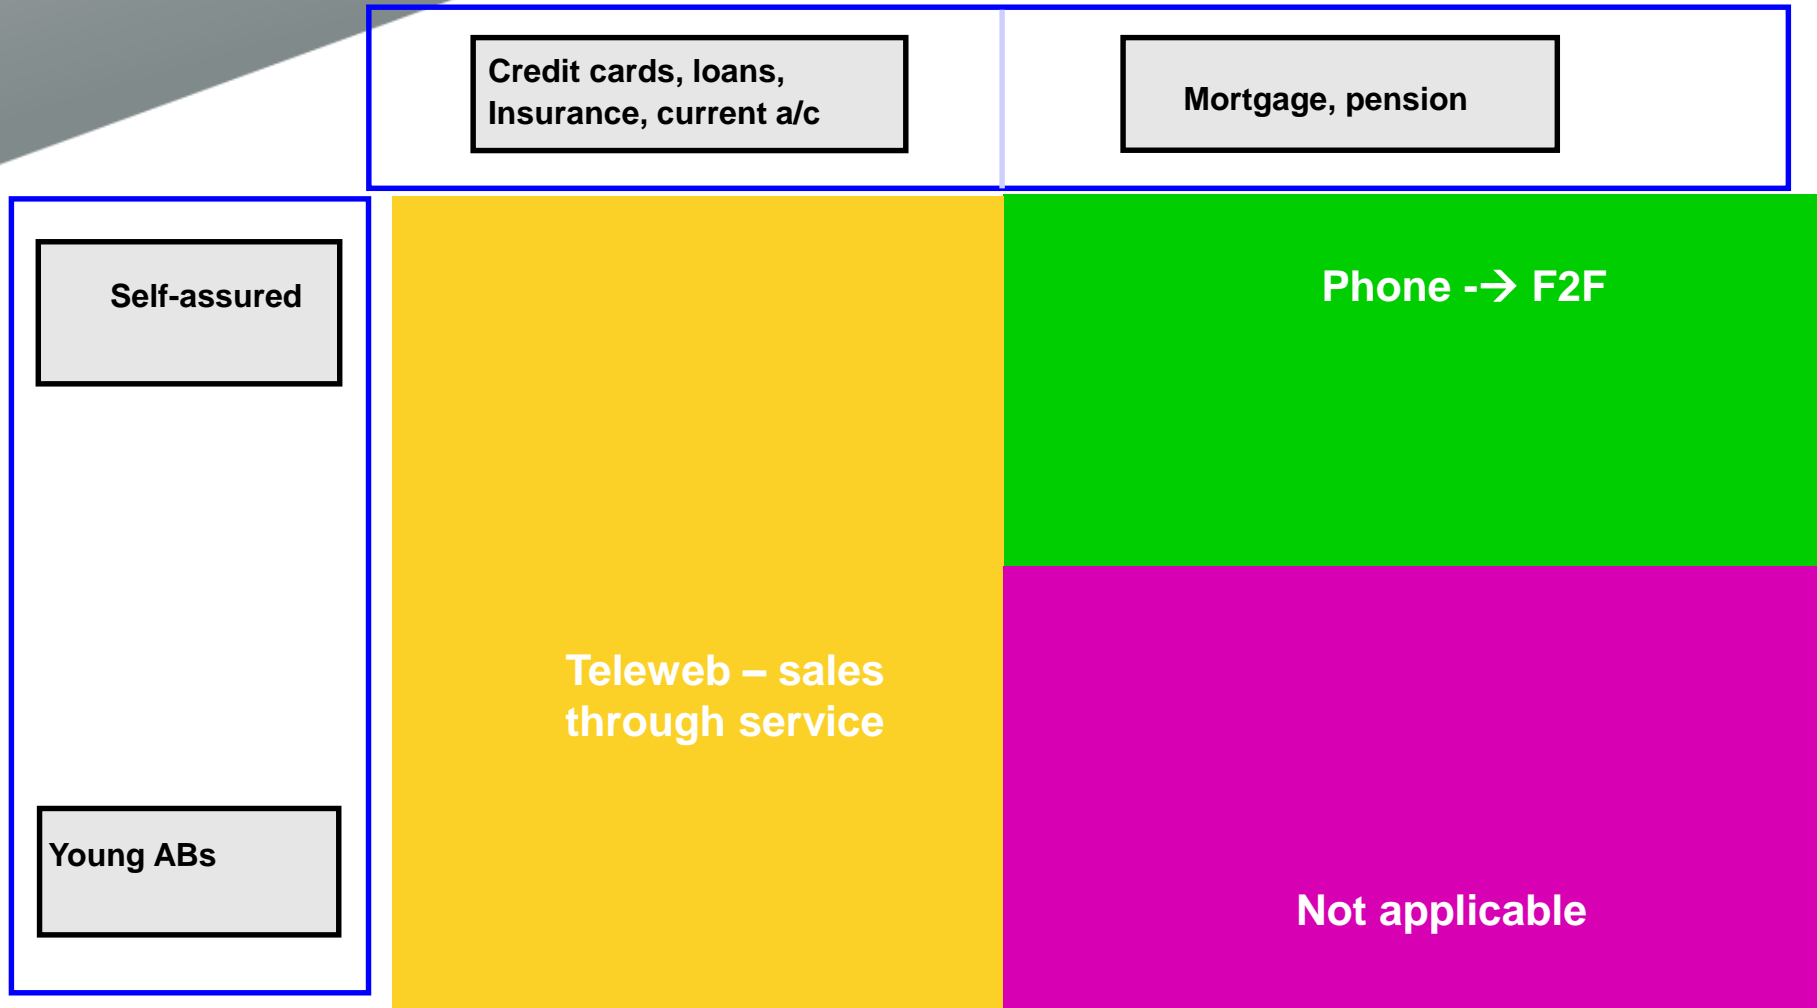 Credit cards, loans,
Insurance, current a/c
Mortgage, pension
Self-assured
Phone -→ F2F
Teleweb – sales
through service
Young ABs
Not applicable